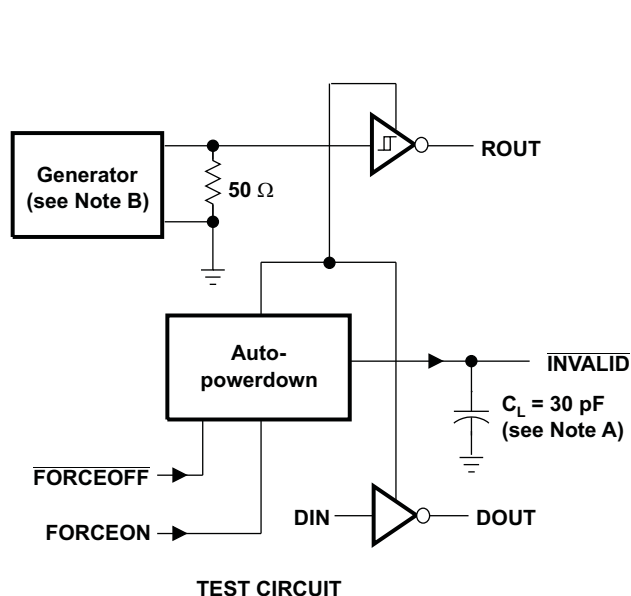 ROUT
Generator
(see Note B)
50 Ω
Auto-
powerdown
INVALID
C_L = 30 pF
(see Note A)
FORCEOFF
FORCEON
DIN
DOUT
TEST CIRCUIT